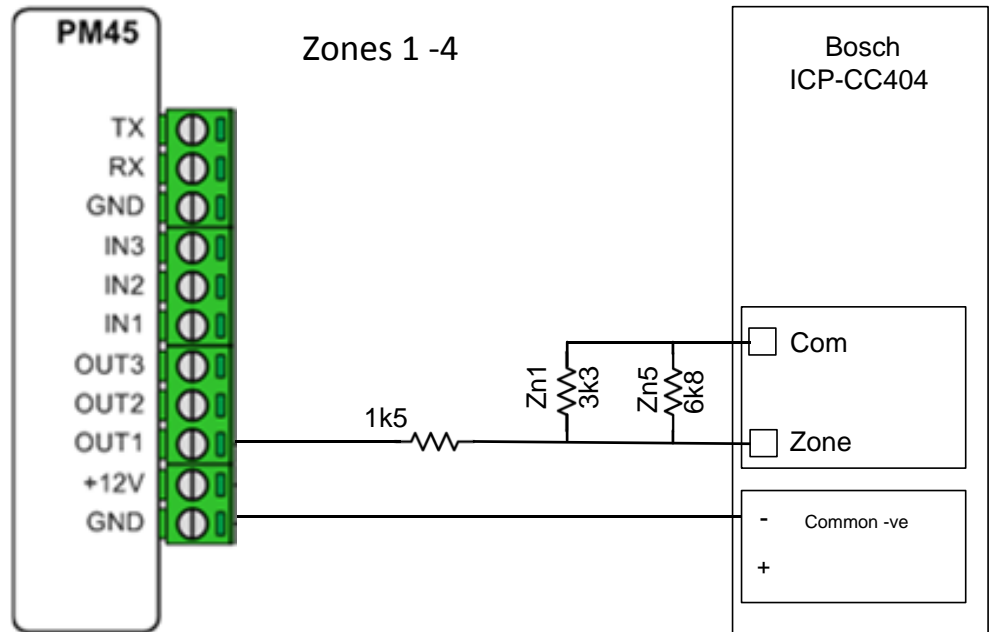 PM45
Zones 1 -4
Bosch
ICP-CC404
TX
RX
GND
IN3
IN2
IN1
OUT3
OUT2
OUT1
+12V
GND
1k5
Zn1
3k3
Zn5
6k8
Com
Zone
- Common -ve
+